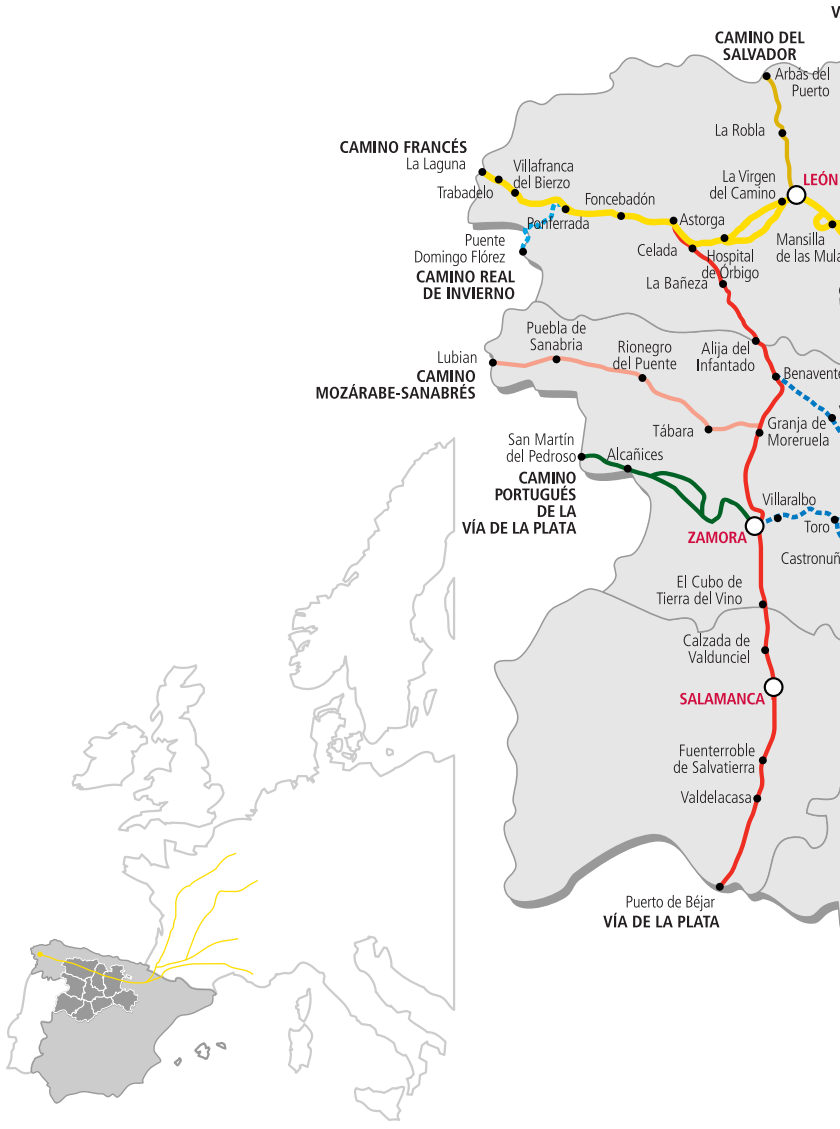 V
CAMINO DEL
SALVADOR
Arbás del
Puerto
La Robla
CAMINO FRANCÉS
La Laguna
Villafranca
del Bierzo
Trabadelo
Foncebadón
La Virgen
del Camino
LEÓN
Ponferrada
Astorga
Puente
Domingo Flórez
Celada
Hospital
de Órbigo
Mansilla
de las Mula
CAMINO REAL
DE INVIERNO
La Bañeza
Puebla de
Sanabria
Rionegro
del Puente
Alija del
Infantado
Lubian
CAMINO
MOZÁRABE-SANABRÉS
Benavente
Tábara
Granja de
Moreruela
San Martín
del Pedroso
Alcañices
CAMINO
PORTUGUÉS
DE LA
VÍA DE LA PLATA
Villaralbo
Toro
ZAMORA
Castronuñ
El Cubo de
Tierra del Vino
Calzada de
Valdunciel
SALAMANCA
Fuenterroble
de Salvatierra
Valdelacasa
Puerto de Béjar
VÍA DE LA PLATA